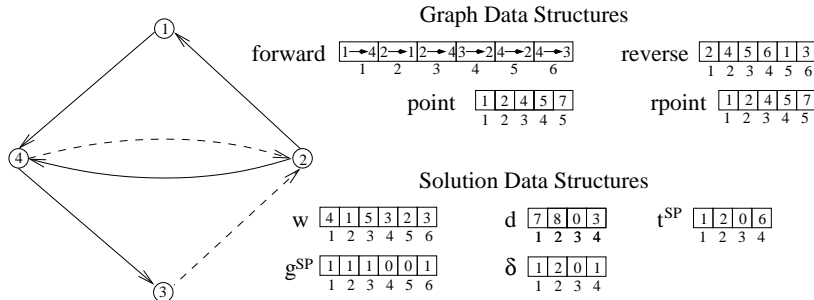 Graph Data Structures
forward 1→4 2→1 2→4 3→2 4→2 4→3
1 2 3 4 5 6
reverse 2 4 5 6 1 3
1 2 3 4 5 6
point 1 2 4 5 7
1 2 3 4 5
rpoint 1 2 4 5 7
1 2 3 4 5
1
4
2
3
Solution Data Structures
w 4 1 5 3 2 3
1 2 3 4 5 6
d 7 8 0 3
1 2 3 4
t^SP 1 2 0 6
1 2 3 4
g^SP 1 1 1 0 0 1
1 2 3 4 5 6
δ 1 2 0 1
1 2 3 4